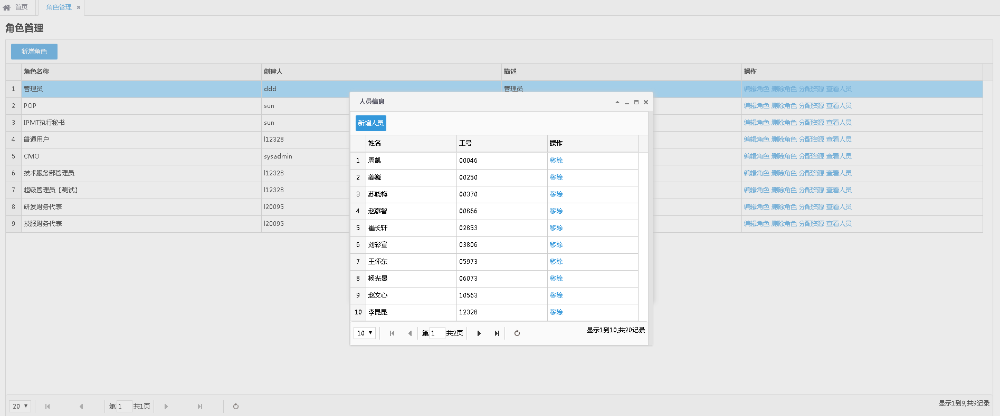 首页 角色管理
角色管理
新增角色
角色名称 创建人 描述 操作
1 管理员 ddd 管理员 编辑角色 删除角色 分配资源 查看人员
2 POP sun 编辑角色 删除角色 分配资源 查看人员
3 IPMT执行秘书 sun 编辑角色 删除角色 分配资源 查看人员
4 普通用户 l12328 编辑角色 删除角色 分配资源 查看人员
5 CMO sysadmin 编辑角色 删除角色 分配资源 查看人员
6 技术服务部管理员 l12328 编辑角色 删除角色 分配资源 查看人员
7 超级管理员【测试】 l12328 编辑角色 删除角色 分配资源 查看人员
8 研发财务代表 l20095 编辑角色 删除角色 分配资源 查看人员
9 技服财务代表 l20095 编辑角色 删除角色 分配资源 查看人员
人员信息
新增人员
姓名 工号 操作
1 周凯 00046 移除
2 姜巍 00250 移除
3 苏晓梅 00370 移除
4 赵彦智 00866 移除
5 崔长轩 02853 移除
6 刘彩宣 03806 移除
7 王怀东 05973 移除
8 杨光景 06073 移除
9 赵文心 10563 移除
10 李昆昆 12328 移除
10 第 1 共2页 显示1到10,共20记录
20 第 1 共1页 显示1到9,共9记录